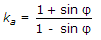 kₐ = (1 + sin φ) / (1 - sin φ)